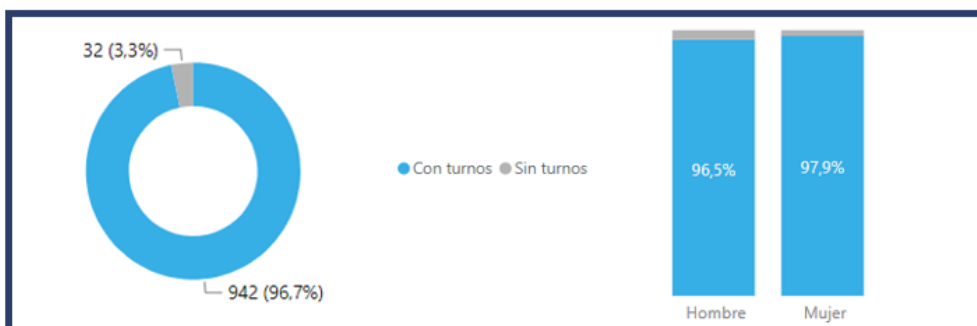 32 (3,3%)
942 (96,7%)
Con turnos
Sin turnos
96,5%
97,9%
Hombre
Mujer